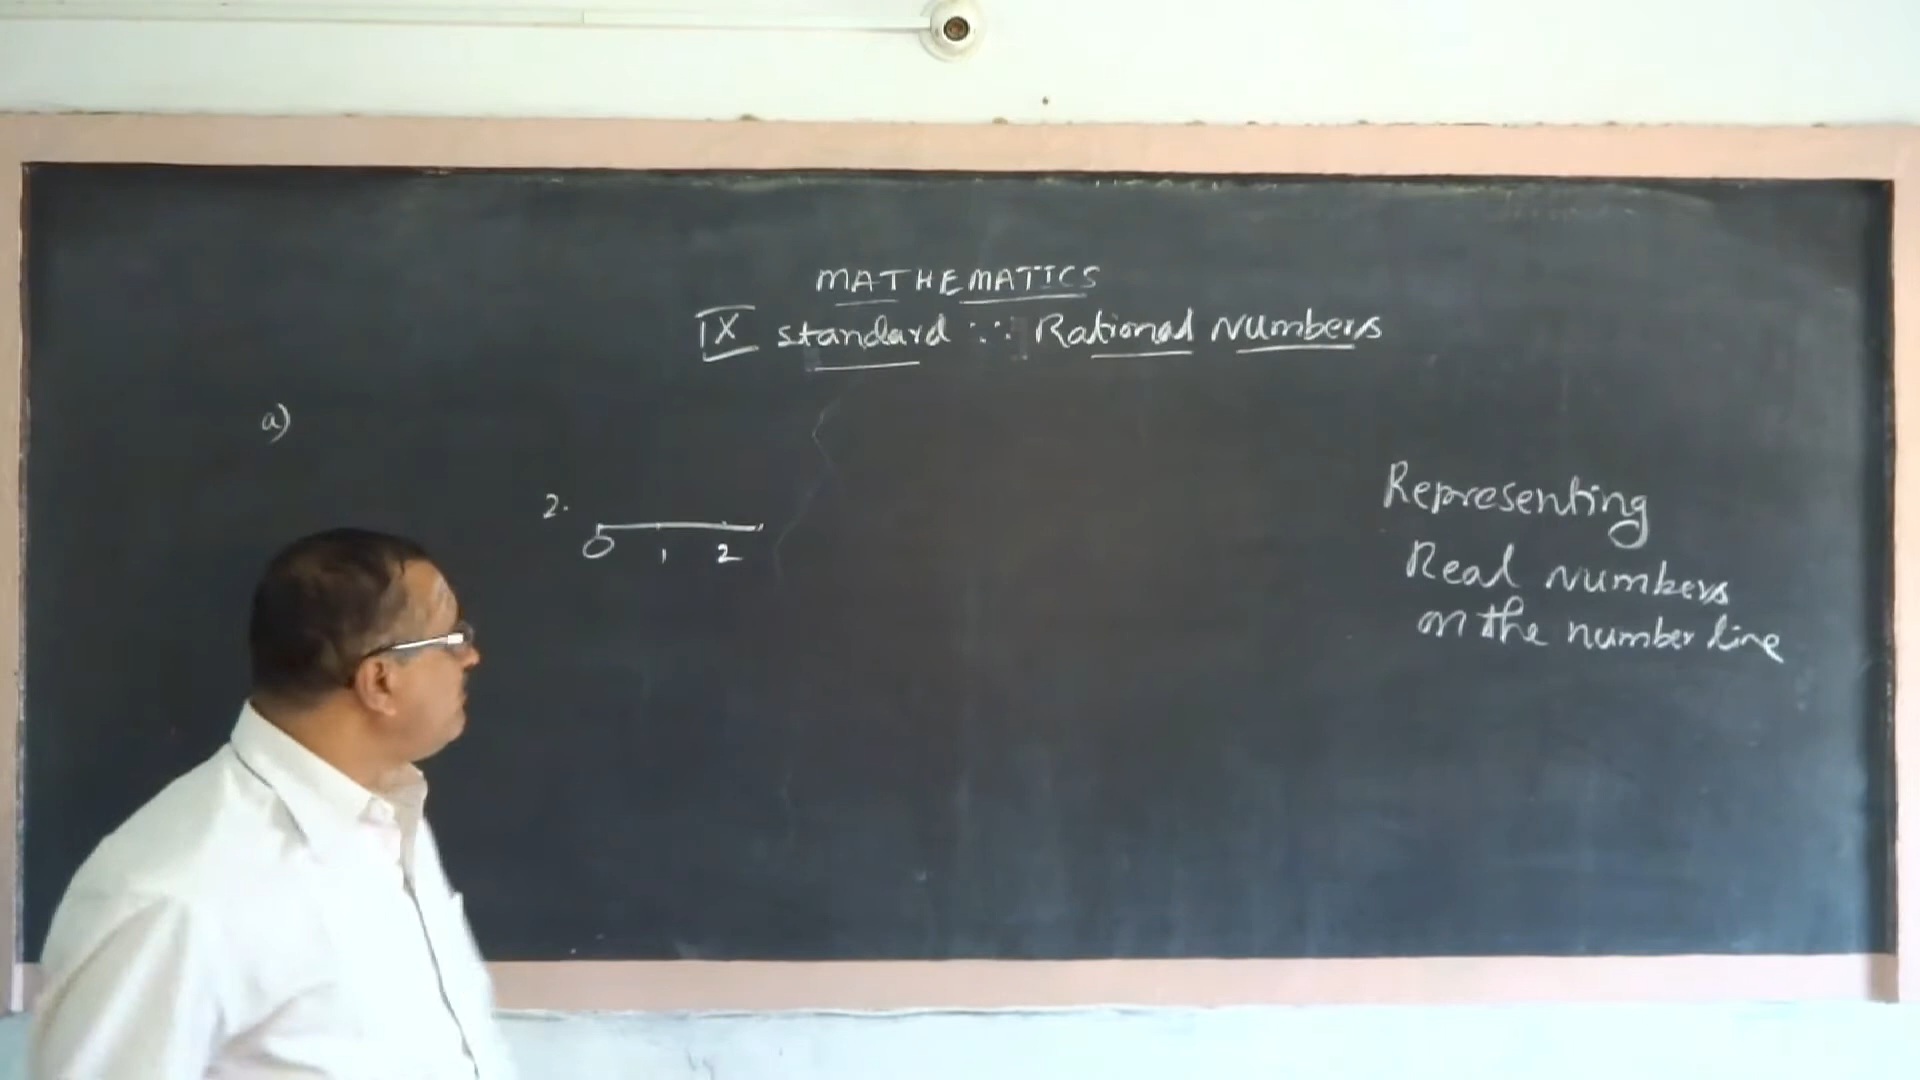 MATHEMATICS
IX standard ∵ Rational Numbers
a)
2.
0 1 2
Representing
Real numbers
on the number line